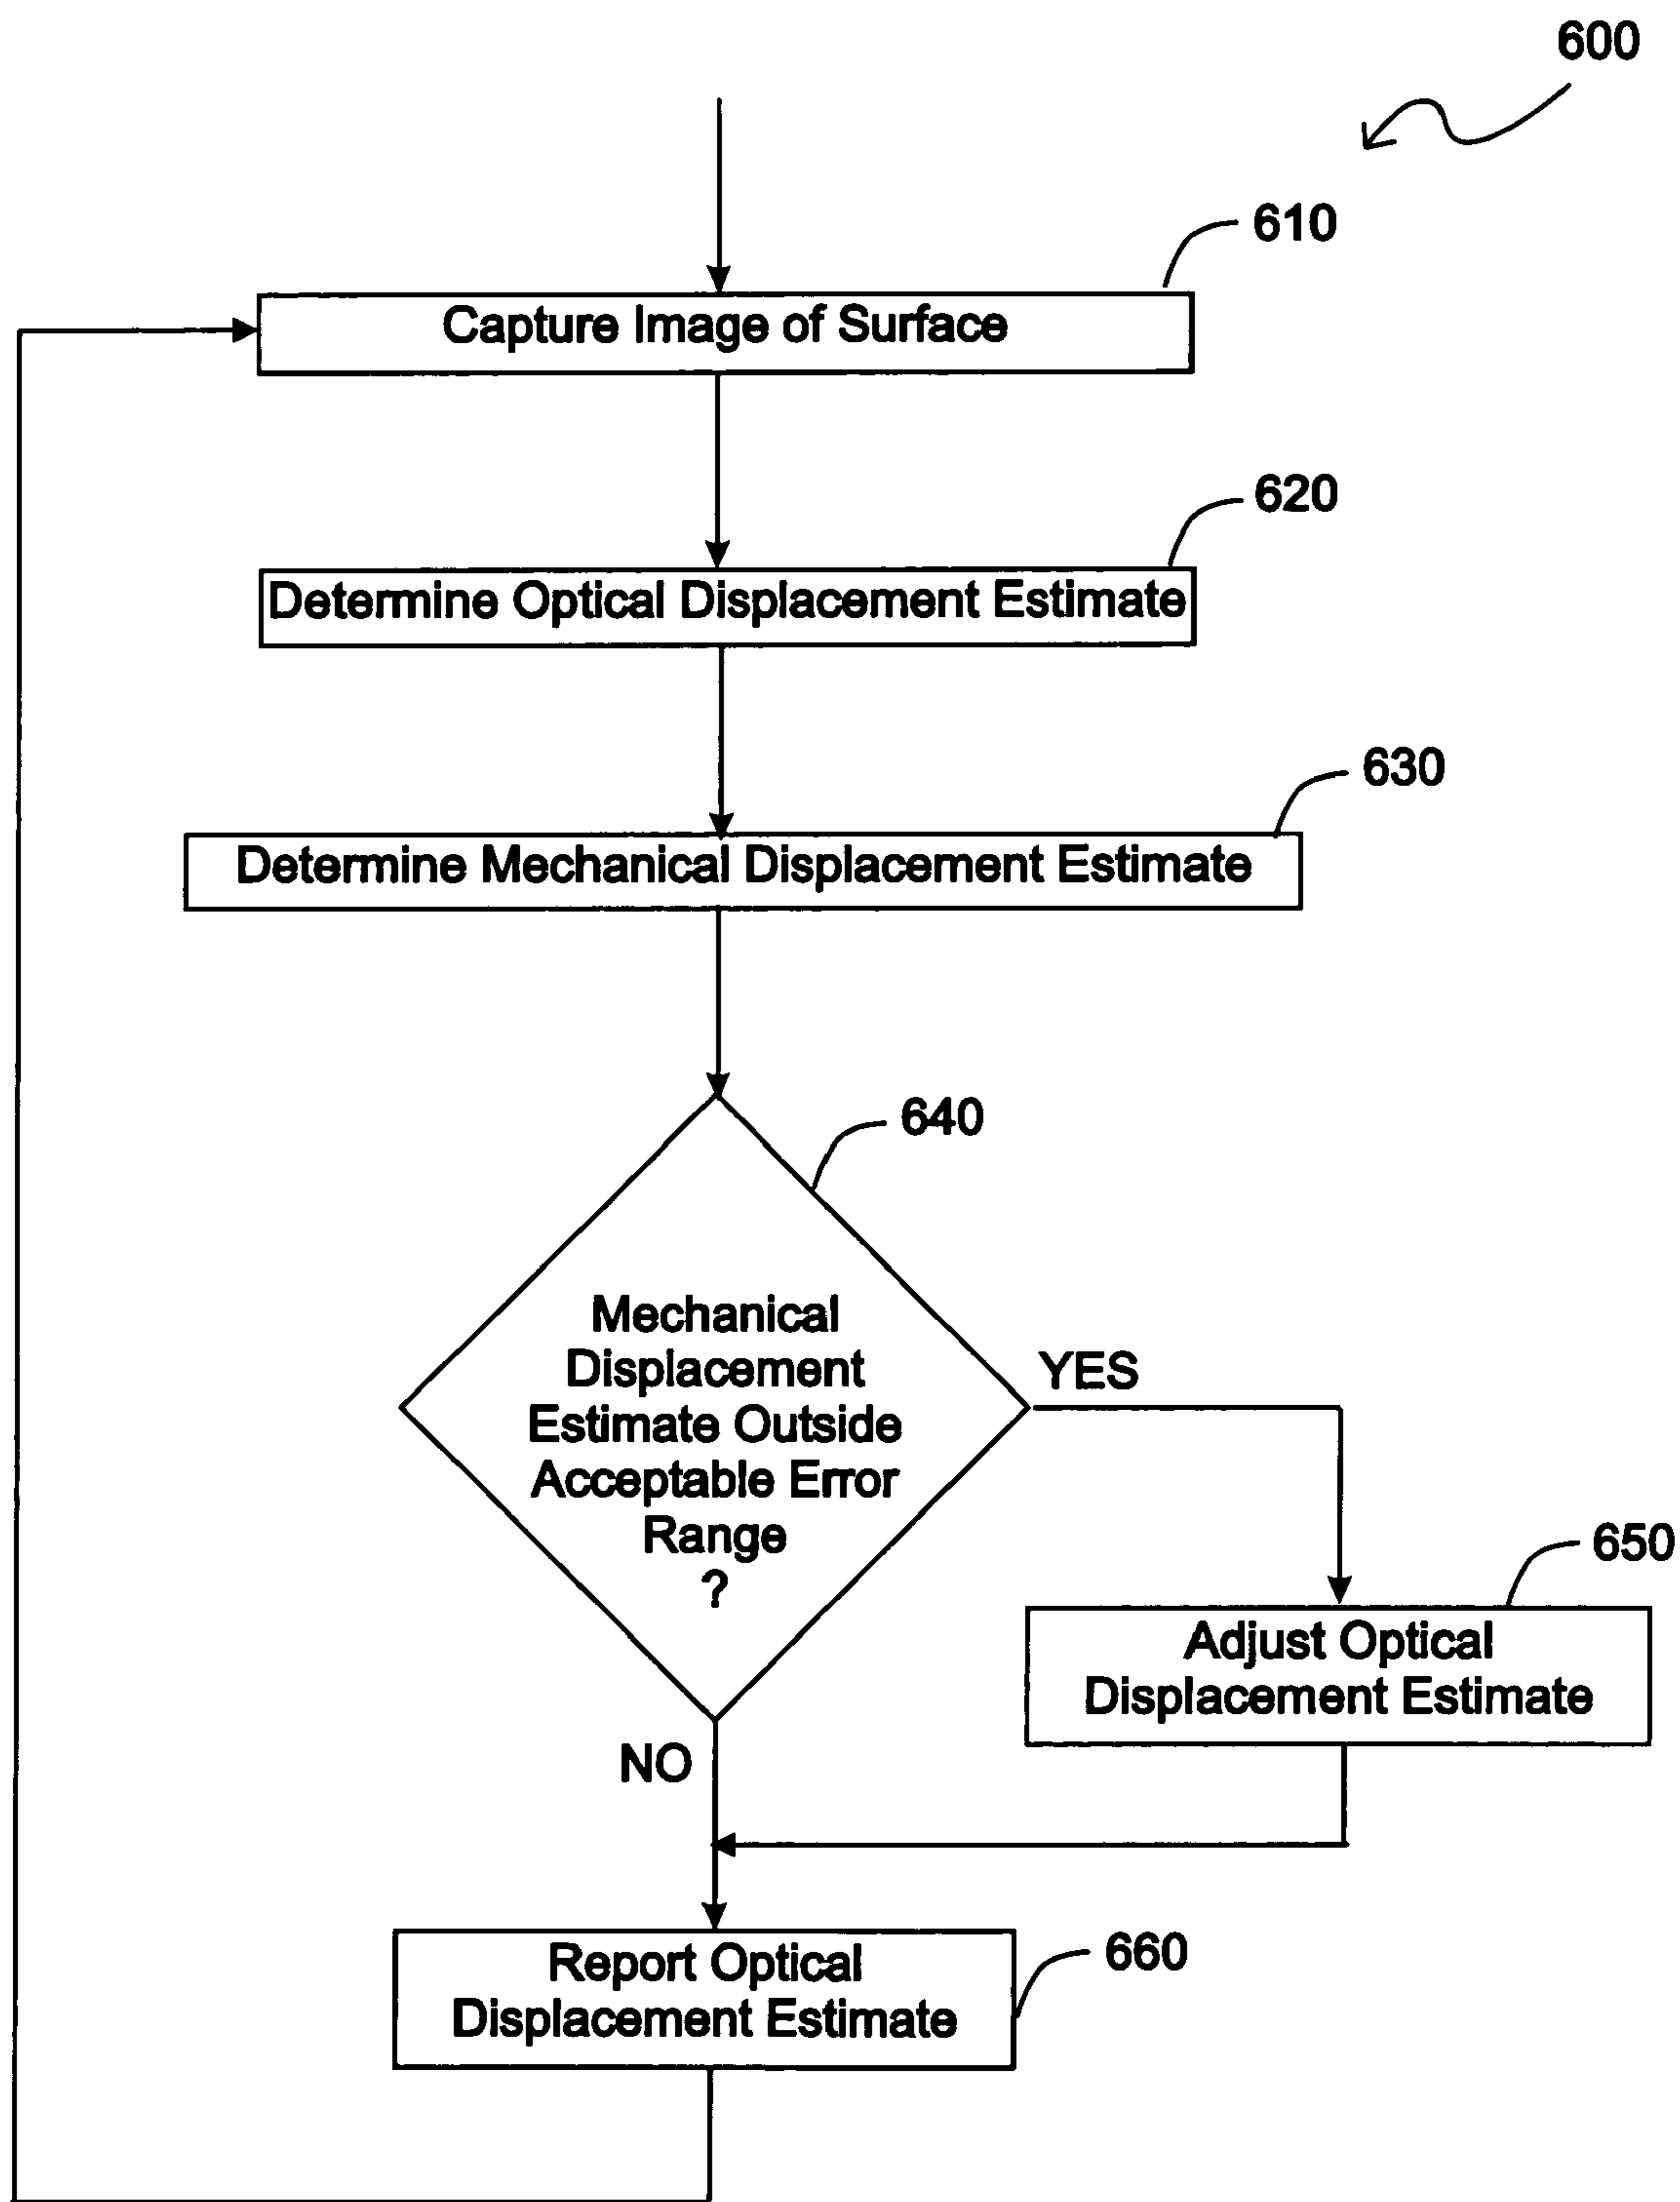 600
610
Capture Image of Surface
620
Determine Optical Displacement Estimate
630
Determine Mechanical Displacement Estimate
640
Mechanical
Displacement
Estimate Outside
Acceptable Error
Range
?
YES
650
Adjust Optical
Displacement Estimate
NO
660
Report Optical
Displacement Estimate